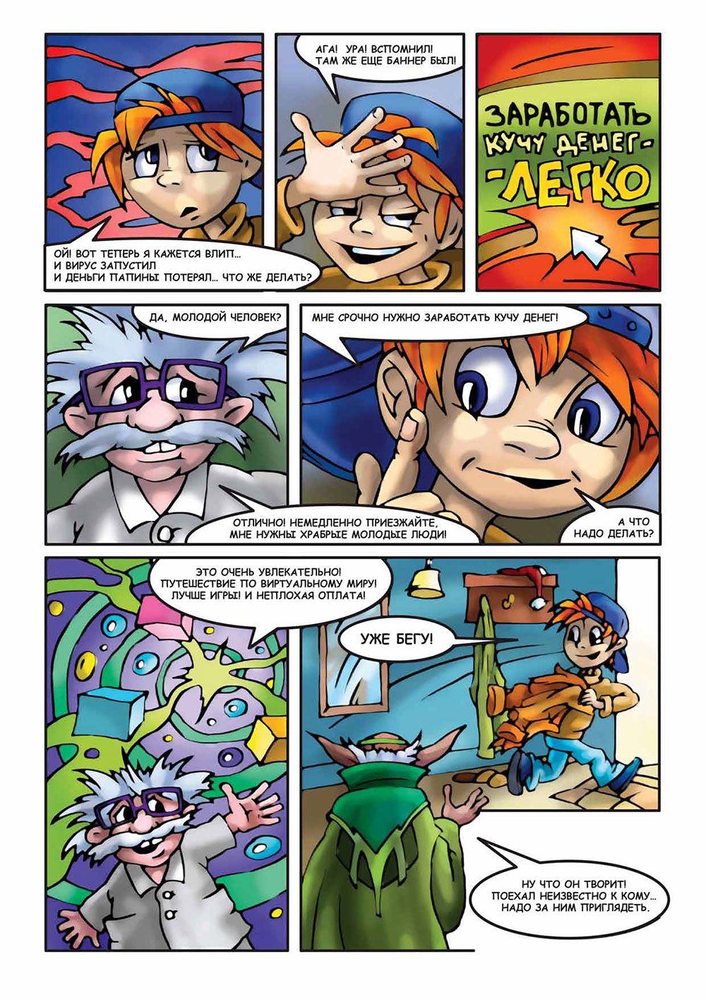 ОЙ! ВОТ ТЕПЕРЬ Я КАЖЕТСЯ ВЛИП...
И ВИРУС ЗАПУСТИЛ
И ДЕНЬГИ ПАПИНЫ ПОТЕРЯЛ... ЧТО ЖЕ ДЕЛАТЬ?
АГА! УРА! ВСПОМНИЛ!
ТАМ ЖЕ ЕЩЕ БАННЕР БЫЛ!
ЗАРАБОТАТЬ
КУЧУ ДЕНЕГ-
-ЛЕГКО
ДА, МОЛОДОЙ ЧЕЛОВЕК?
МНЕ СРОЧНО НУЖНО ЗАРАБОТАТЬ КУЧУ ДЕНЕГ!
ОТЛИЧНО! НЕМЕДЛЕННО ПРИЕЗЖАЙТЕ,
МНЕ НУЖНЫ ХРАБРЫЕ МОЛОДЫЕ ЛЮДИ!
А ЧТО
НАДО ДЕЛАТЬ?
ЭТО ОЧЕНЬ УВЛЕКАТЕЛЬНО!
ПУТЕШЕСТВИЕ ПО ВИРТУАЛЬНОМУ МИРУ!
ЛУЧШЕ ИГРЫ! И НЕПЛОХАЯ ОПЛАТА!
УЖЕ БЕГУ!
НУ ЧТО ОН ТВОРИТ!
ПОЕХАЛ НЕИЗВЕСТНО К КОМУ...
НАДО ЗА НИМ ПРИГЛЯДЕТЬ.